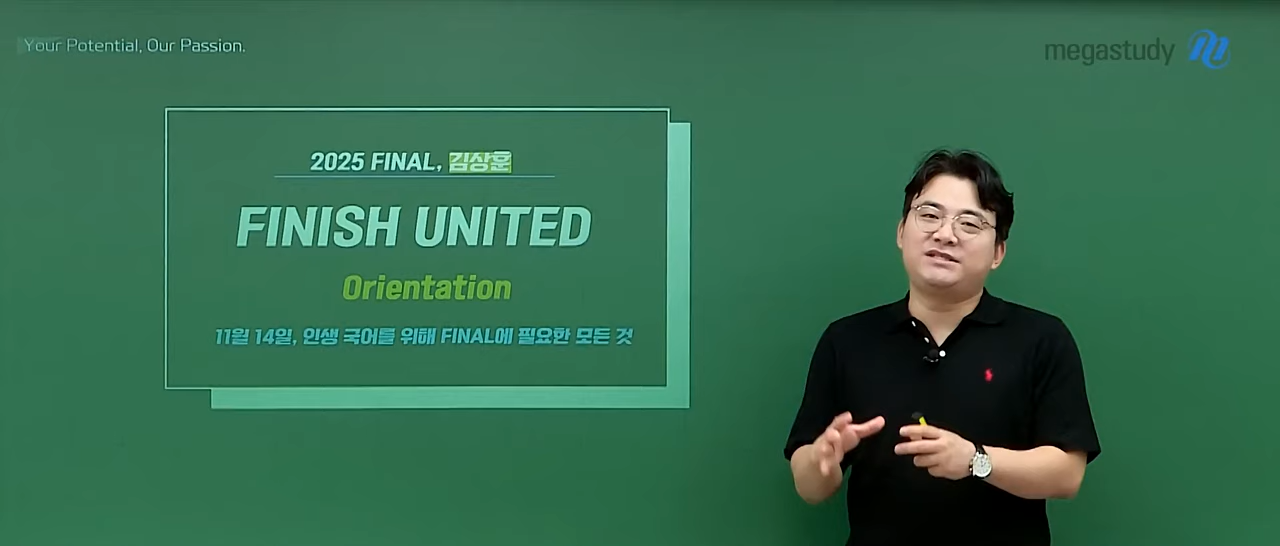 Your Potential, Our Passion.
megastudy
2025 FINAL, 김상훈
FINISH UNITED
Orientation
11월 14일, 인생 국어를 위해 FINAL에 필요한 모든 것